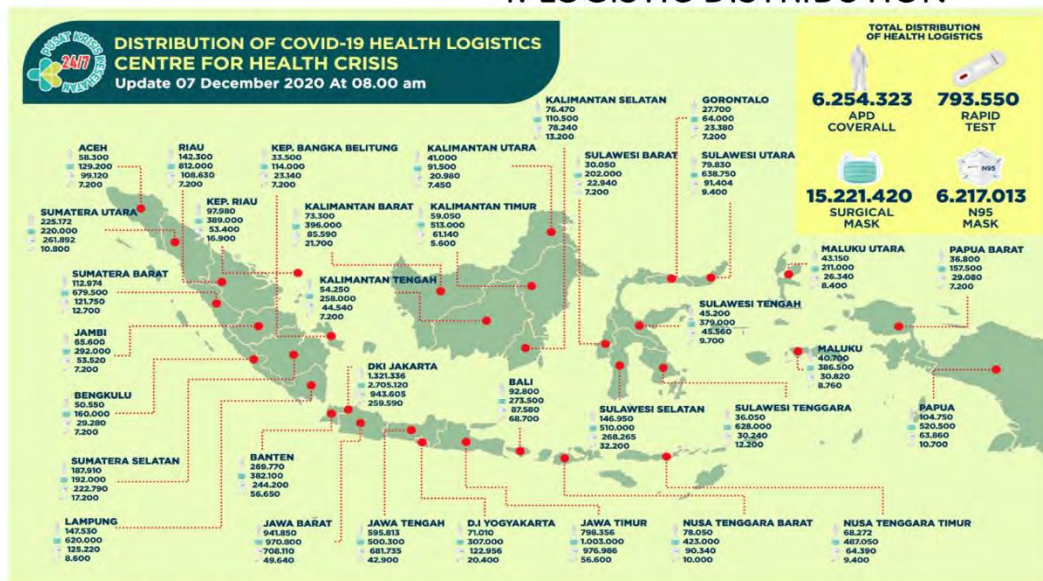 DISTRIBUTION OF COVID-19 HEALTH LOGISTICS
CENTRE FOR HEALTH CRISIS
Update 07 December 2020 At 08.00 am
PUSAT KRISIS KESEHATAN
24/7
TOTAL DISTRIBUTION
OF HEALTH LOGISTICS
6.254.323
APD
COVERALL
793.550
RAPID
TEST
15.221.420
SURGICAL
MASK
N95
6.217.013
N95
MASK
ACEH
58.300
129.200
99.120
7.200
RIAU
142.300
812.000
108.630
7.200
KEP. BANGKA BELITUNG
33.500
114.000
23.140
7.200
KALIMANTAN UTARA
41.000
91.500
20.980
7.450
KALIMANTAN SELATAN
76.470
110.500
78.240
13.200
GORONTALO
27.700
64.000
23.380
7.200
SULAWESI BARAT
30.050
202.000
22.940
7.200
SULAWESI UTARA
79.830
638.750
91.404
9.400
SUMATERA UTARA
225.172
220.000
261.892
10.800
KEP. RIAU
97.980
389.000
53.400
16.900
KALIMANTAN BARAT
73.300
396.000
85.590
21.700
KALIMANTAN TIMUR
59.050
513.000
61.140
5.600
MALUKU UTARA
43.150
211.000
26.340
8.400
PAPUA BARAT
36.800
157.500
29.080
7.200
SUMATERA BARAT
112.974
679.500
121.750
12.700
KALIMANTAN TENGAH
54.250
258.000
44.540
7.200
SULAWESI TENGAH
45.200
379.000
45.560
9.700
JAMBI
65.600
292.000
53.520
7.200
MALUKU
40.700
386.500
30.820
8.760
BENGKULU
50.550
160.000
29.280
7.200
DKI JAKARTA
1.321.336
2.705.120
943.605
259.590
BALI
92.800
273.500
87.580
68.700
SULAWESI SELATAN
146.950
510.000
268.265
32.200
SULAWESI TENGGARA
36.050
628.000
30.240
12.200
PAPUA
104.750
520.500
63.860
10.700
SUMATERA SELATAN
187.910
192.000
222.790
17.200
BANTEN
269.770
382.100
244.200
56.650
LAMPUNG
147.530
620.000
125.220
8.600
JAWA BARAT
941.850
970.800
708.110
49.640
JAWA TENGAH
595.813
500.300
681.735
42.900
D.I YOGYAKARTA
71.010
307.000
122.956
20.400
JAWA TIMUR
798.356
1.003.000
976.986
56.600
NUSA TENGGARA BARAT
78.050
423.000
90.340
10.000
NUSA TENGGARA TIMUR
68.272
487.050
64.390
9.400